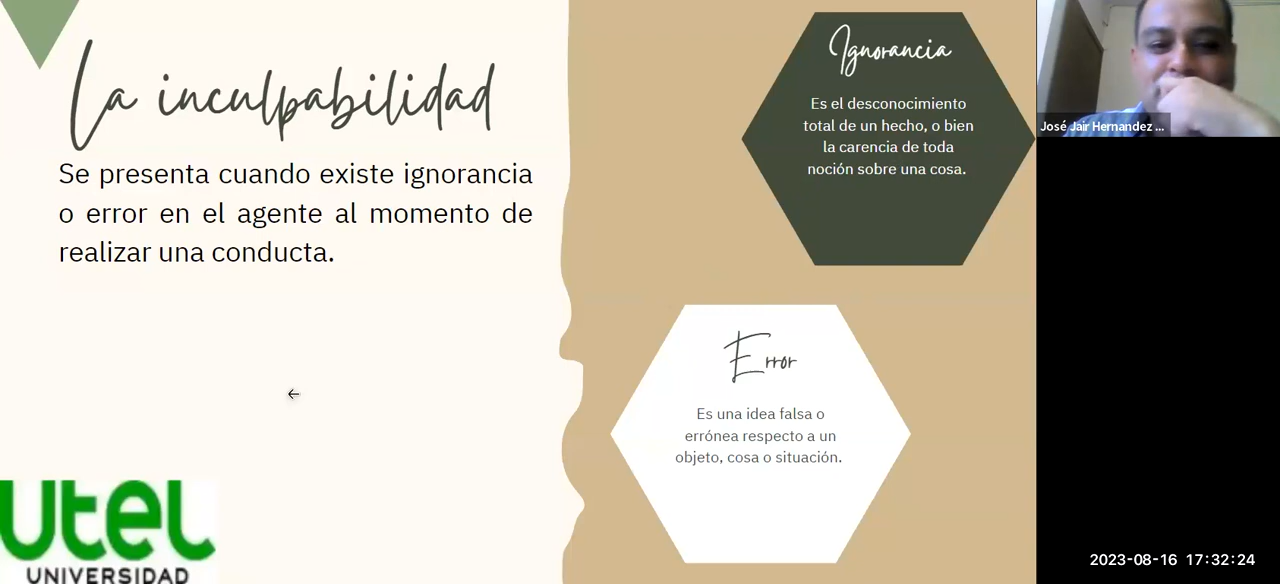 La inculpabilidad
Se presenta cuando existe ignorancia
o error en el agente al momento de
realizar una conducta.
Ignorancia
Es el desconocimiento
total de un hecho, o bien
la carencia de toda
noción sobre una cosa.
Error
Es una idea falsa o
errónea respecto a un
objeto, cosa o situación.
utel
UNIVERSIDAD
José Jair Hernandez ...
2023-08-16 17:32:24